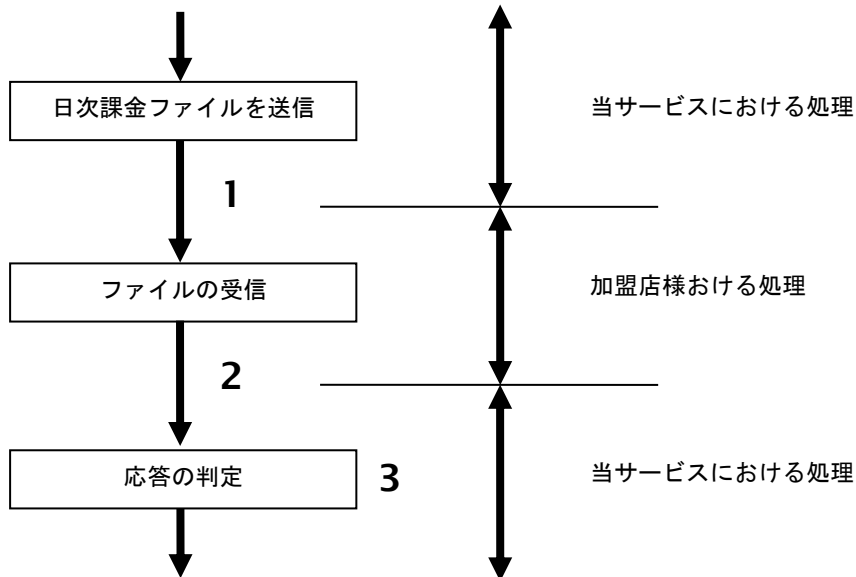 日次課金ファイルを送信
当サービスにおける処理
1
ファイルの受信
加盟店様おける処理
2
応答の判定
3
当サービスにおける処理